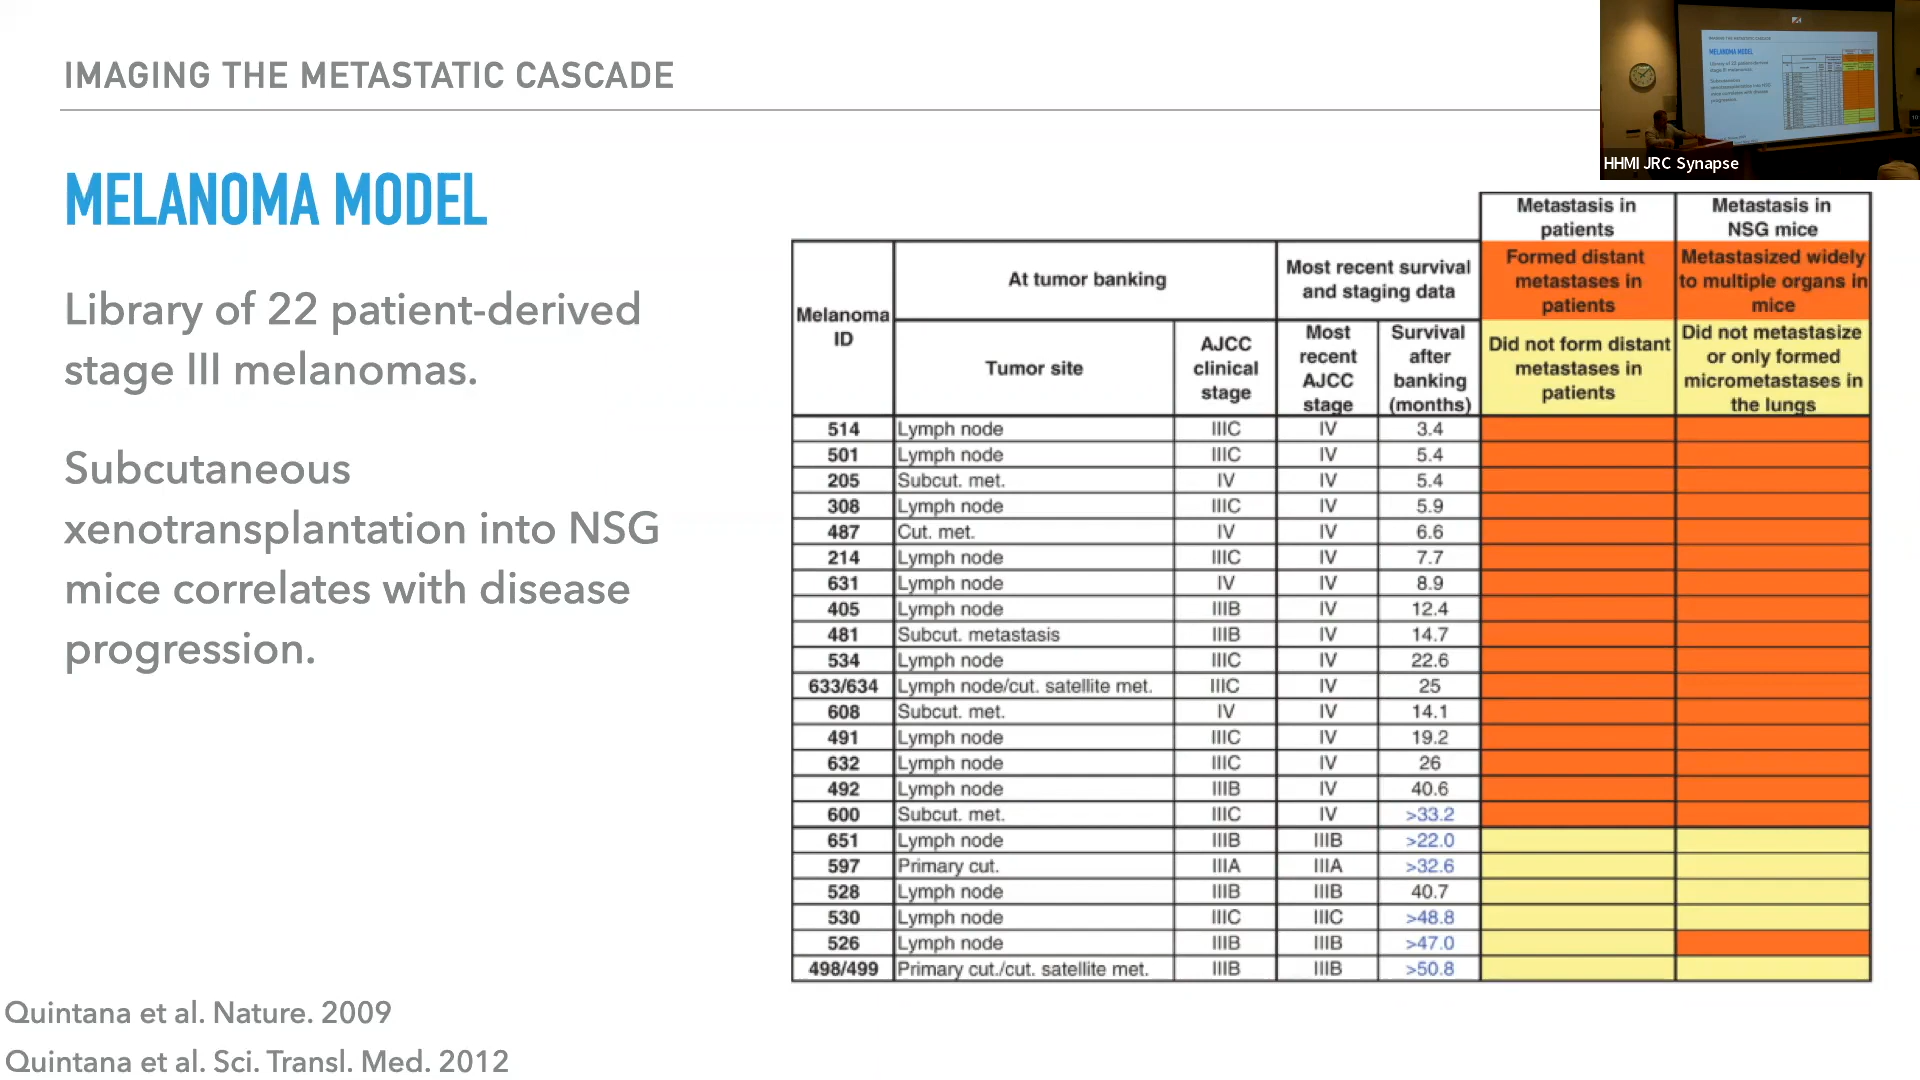 IMAGING THE METASTATIC CASCADE
HHMI JRC Synapse
MELANOMA MODEL
Library of 22 patient-derived
stage III melanomas.
Subcutaneous
xenotransplantation into NSG
mice correlates with disease
progression.
Metastasis in patients Metastasis in NSG mice
Melanoma ID At tumor banking Most recent survival and staging data Formed distant metastases in patients Metastasized widely to multiple organs in mice
Tumor site AJCC clinical stage Most recent AJCC stage Survival after banking (months) Did not form distant metastases in patients Did not metastasize or only formed micrometastases in the lungs
514 Lymph node IIIC IV 3.4
501 Lymph node IIIC IV 5.4
205 Subcut. met. IV IV 5.4
308 Lymph node IIIC IV 5.9
487 Cut. met. IV IV 6.6
214 Lymph node IIIC IV 7.7
631 Lymph node IV IV 8.9
405 Lymph node IIIB IV 12.4
481 Subcut. metastasis IIIB IV 14.7
534 Lymph node IIIC IV 22.6
633/634 Lymph node/cut. satellite met. IIIC IV 25
608 Subcut. met. IV IV 14.1
491 Lymph node IIIC IV 19.2
632 Lymph node IIIC IV 26
492 Lymph node IIIB IV 40.6
600 Subcut. met. IIIC IV >33.2
651 Lymph node IIIB IIIB >22.0
597 Primary cut. IIIA IIIA >32.6
528 Lymph node IIIB IIIB 40.7
530 Lymph node IIIC IIIC >48.8
526 Lymph node IIIB IIIB >47.0
498/499 Primary cut./cut. satellite met. IIIB IIIB >50.8
Quintana et al. Nature. 2009
Quintana et al. Sci. Transl. Med. 2012